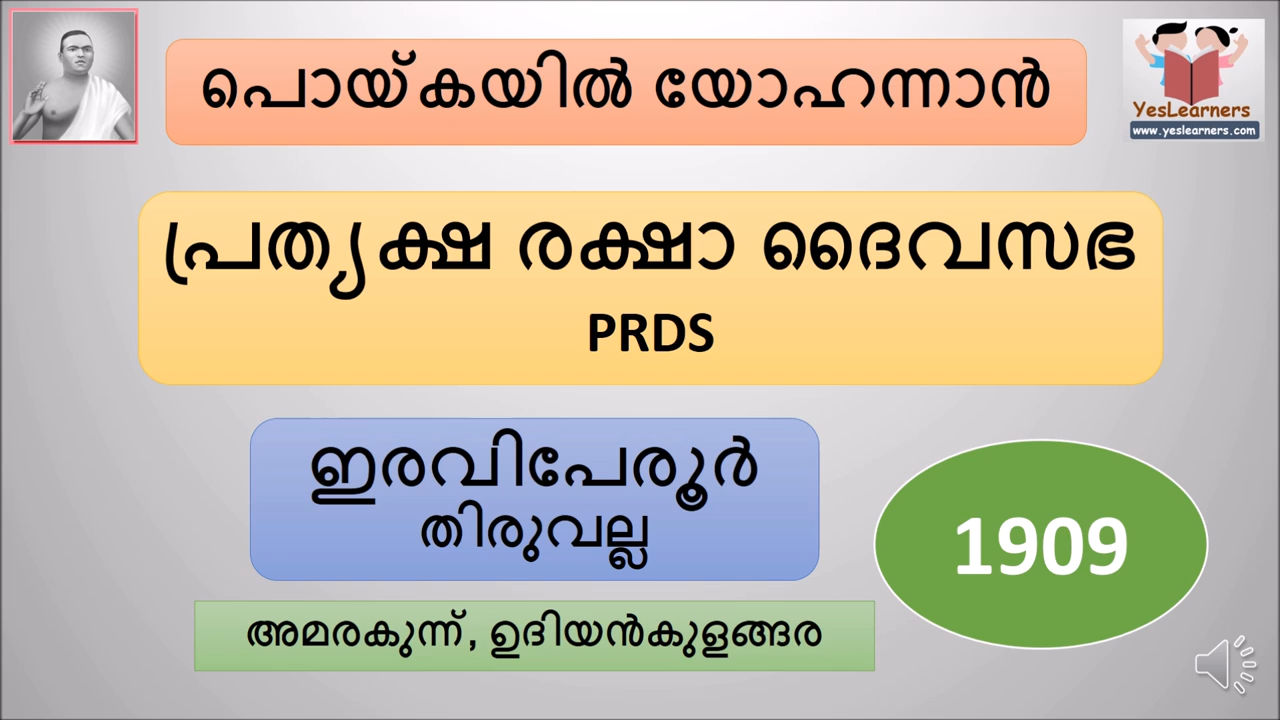 പൊയ്കയിൽ യോഹന്നാൻ
YesLearners
www.yeslearners.com
പ്രത്യക്ഷ രക്ഷാ ദൈവസഭ
PRDS
ഇരവിപേരൂർ
തിരുവല്ല
1909
അമരകുന്ന്, ഉദിയൻകുളങ്ങര